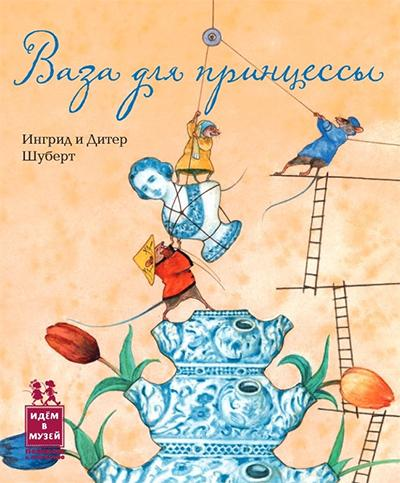 Ваза для принцессы
Ингрид и Дитер
Шуберт
ИДЁМ
В
МУЗЕЙ